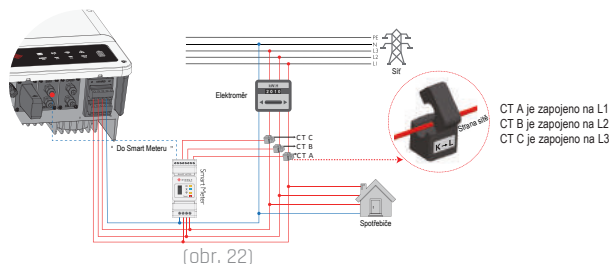 PE
N
L3
L2
L1
Síť
Elektroměr
2010
CT C
CT B
CT A
Do Smart Meteru
Smart Meter
Spotřebiče
Strana sítě
K→L
CT A je zapojeno na L1
CT B je zapojeno na L2
CT C je zapojeno na L3
(obr. 22)